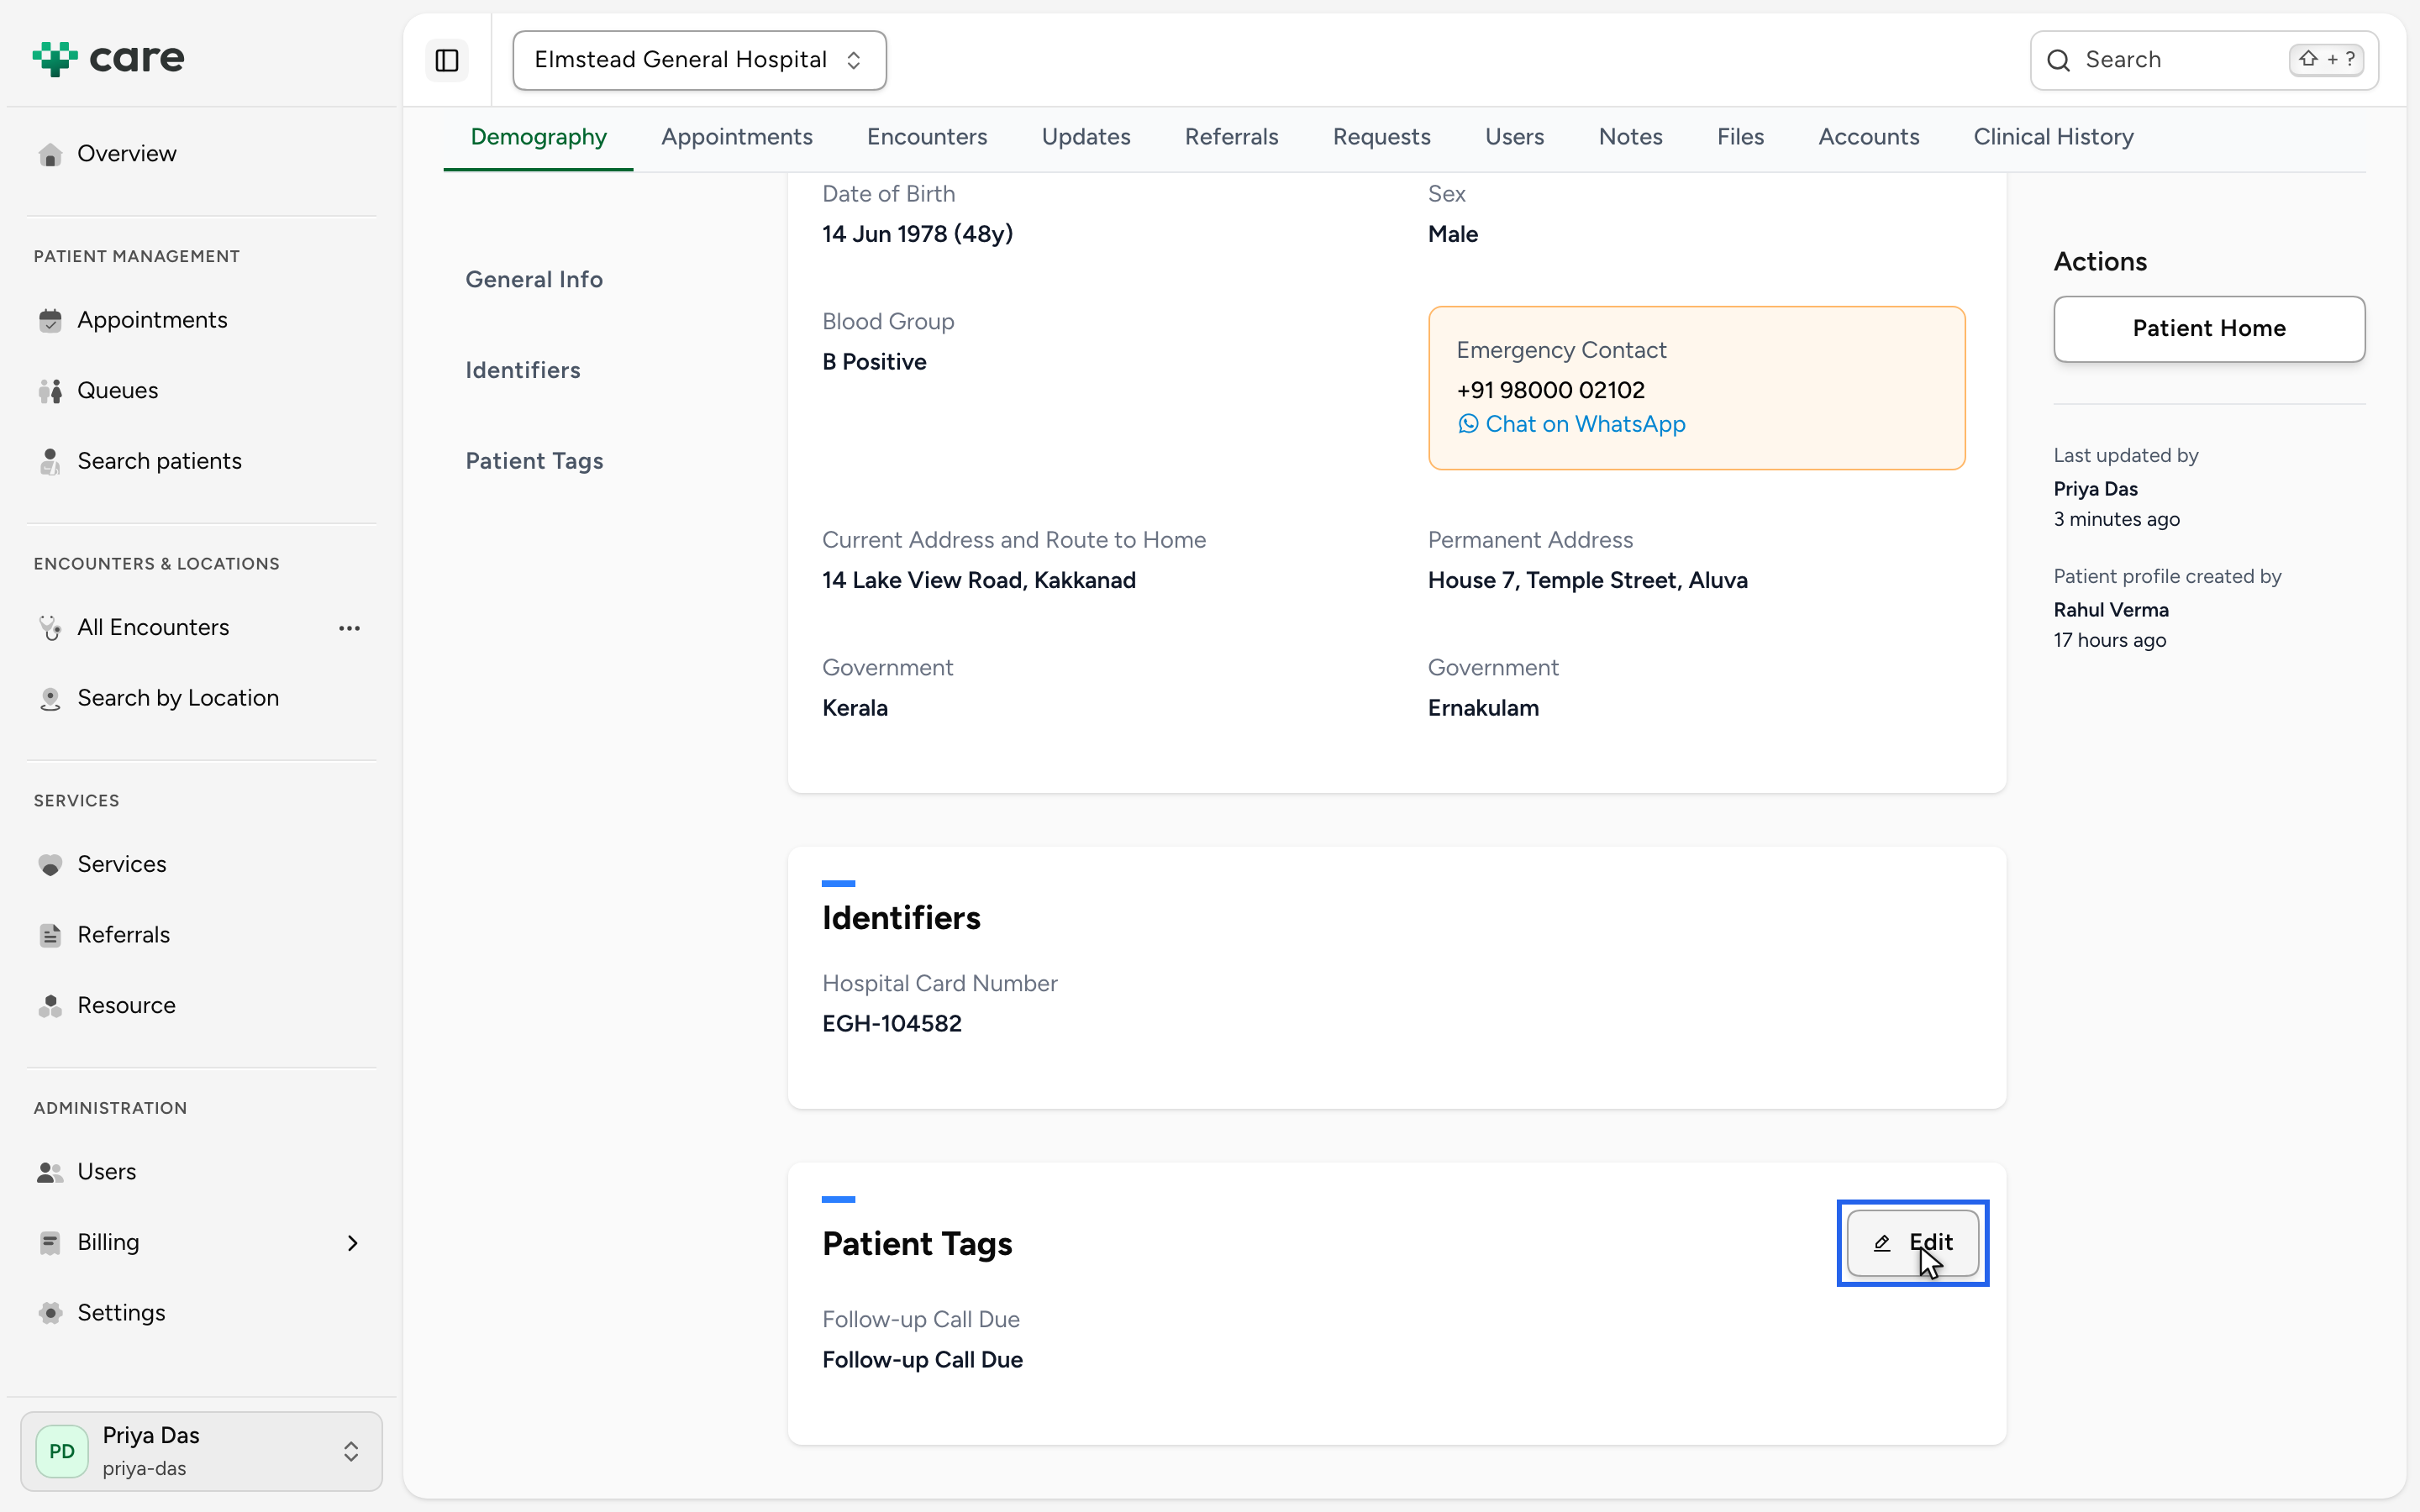 care
Elmstead General Hospital
Search
+ ?
Overview
PATIENT MANAGEMENT
Appointments
Queues
Search patients
ENCOUNTERS & LOCATIONS
All Encounters
Search by Location
SERVICES
Services
Referrals
Resource
ADMINISTRATION
Users
Billing
Settings
PD
Priya Das
priya-das
Demography
Appointments
Encounters
Updates
Referrals
Requests
Users
Notes
Files
Accounts
Clinical History
General Info
Identifiers
Patient Tags
Date of Birth
14 Jun 1978 (48y)
Sex
Male
Blood Group
B Positive
Emergency Contact
+91 98000 02102
Chat on WhatsApp
Current Address and Route to Home
14 Lake View Road, Kakkanad
Permanent Address
House 7, Temple Street, Aluva
Government
Kerala
Government
Ernakulam
Identifiers
Hospital Card Number
EGH-104582
Patient Tags
Edit
Follow-up Call Due
Follow-up Call Due
Actions
Patient Home
Last updated by
Priya Das
3 minutes ago
Patient profile created by
Rahul Verma
17 hours ago